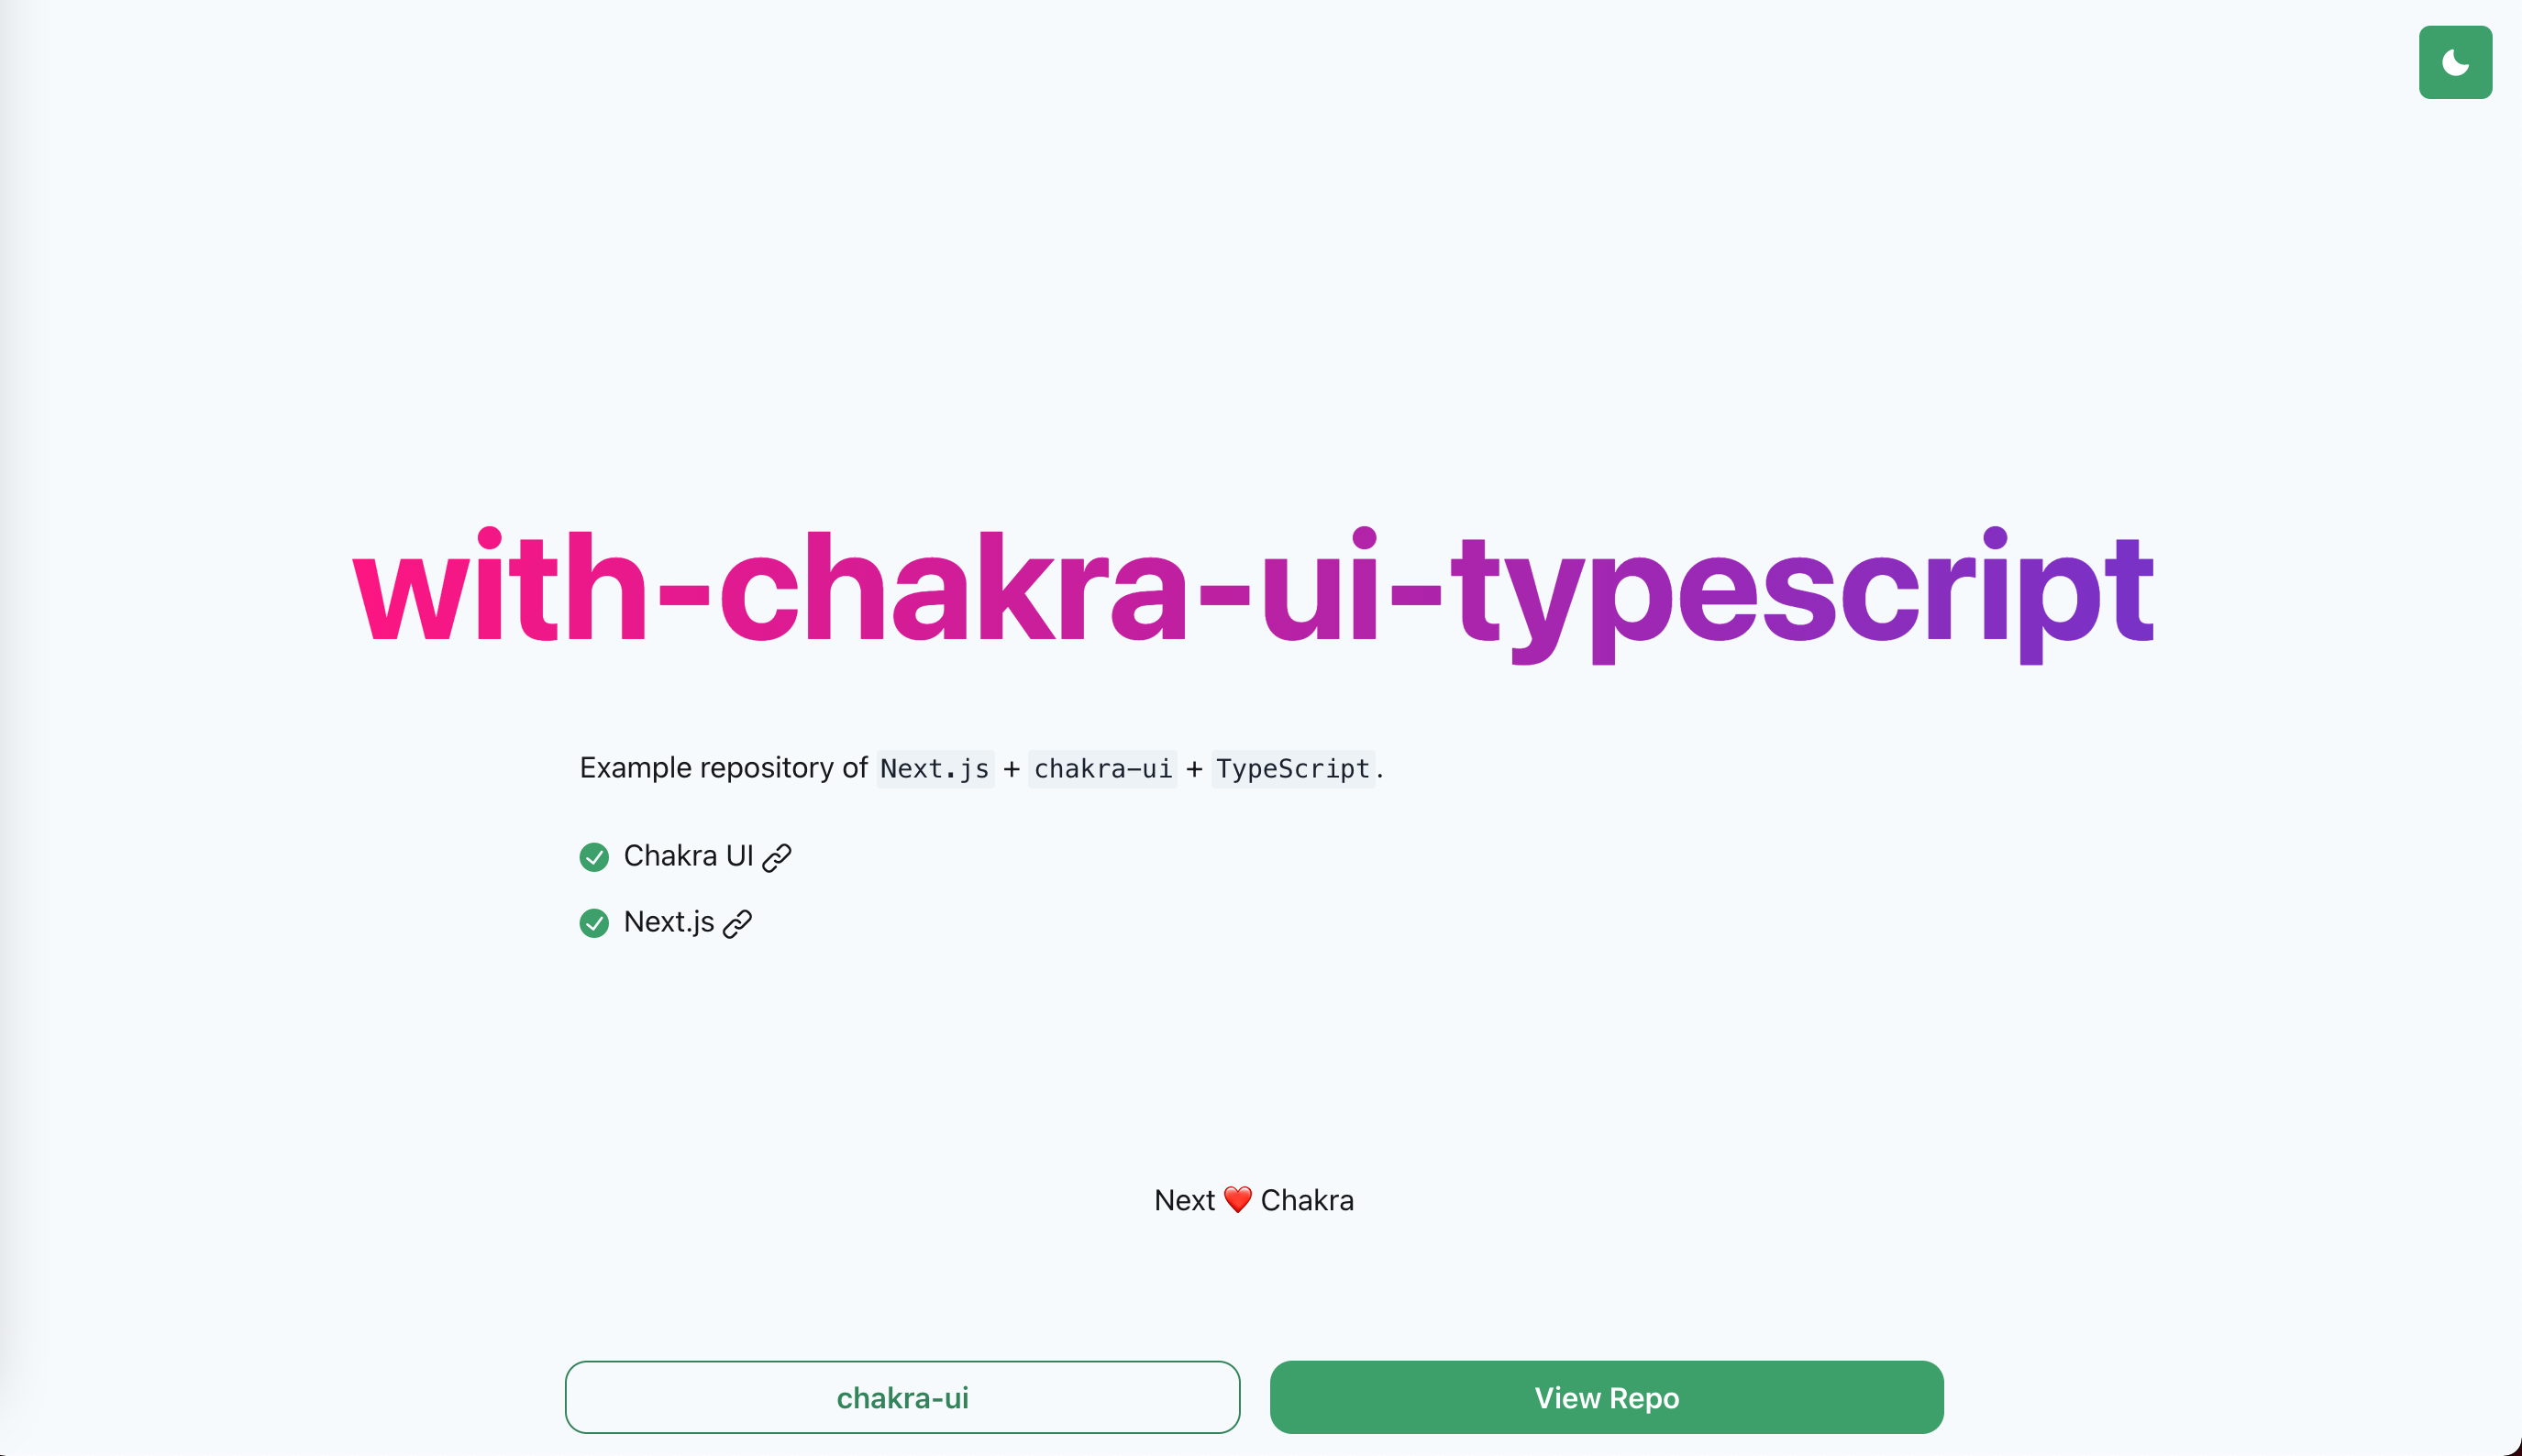 with-chakra-ui-typescript
Example repository of Next.js + chakra-ui + TypeScript.
Chakra UI
Next.js
Next ❤️ Chakra
chakra-ui
View Repo